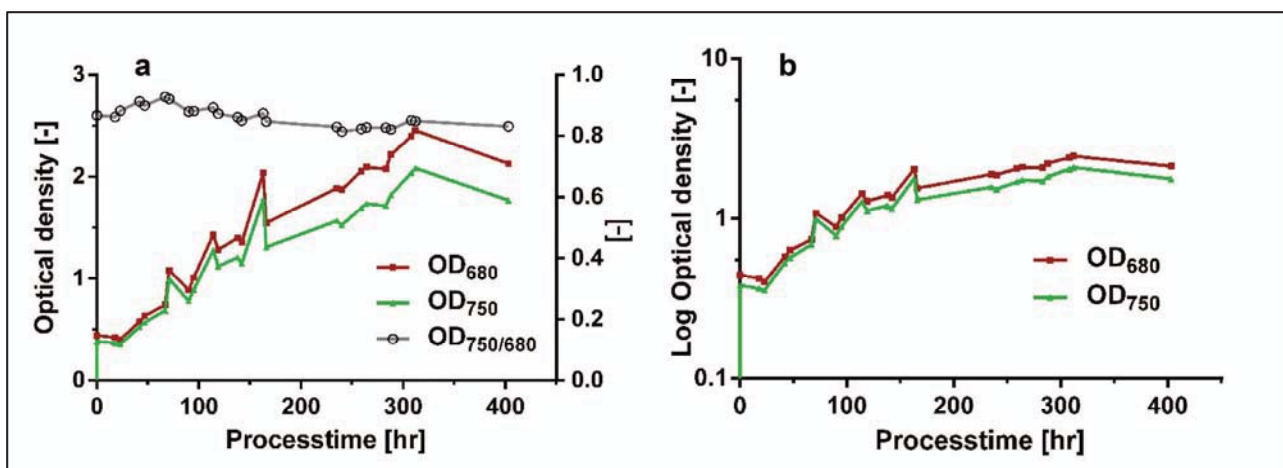 a
3
2
1
0
Optical density [-]
1.0
0.8
0.6
0.4
0.2
0.0
[-]
OD680
OD750
OD750/680
0 100 200 300 400
Processtime [hr]
b
10
1
0.1
Log Optical density [-]
OD680
OD750
0 100 200 300 400
Processtime [hr]